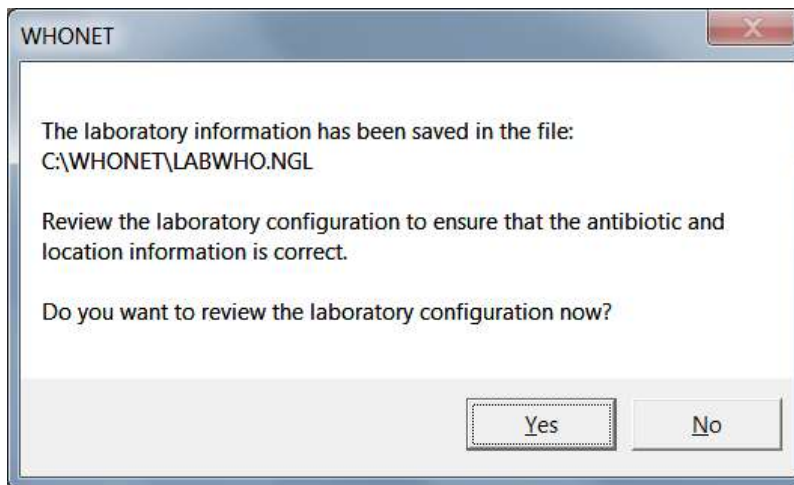 WHONET
The laboratory information has been saved in the file:
C:\WHONET\LABWHO.NGL
Review the laboratory configuration to ensure that the antibiotic and
location information is correct.
Do you want to review the laboratory configuration now?
Yes
No